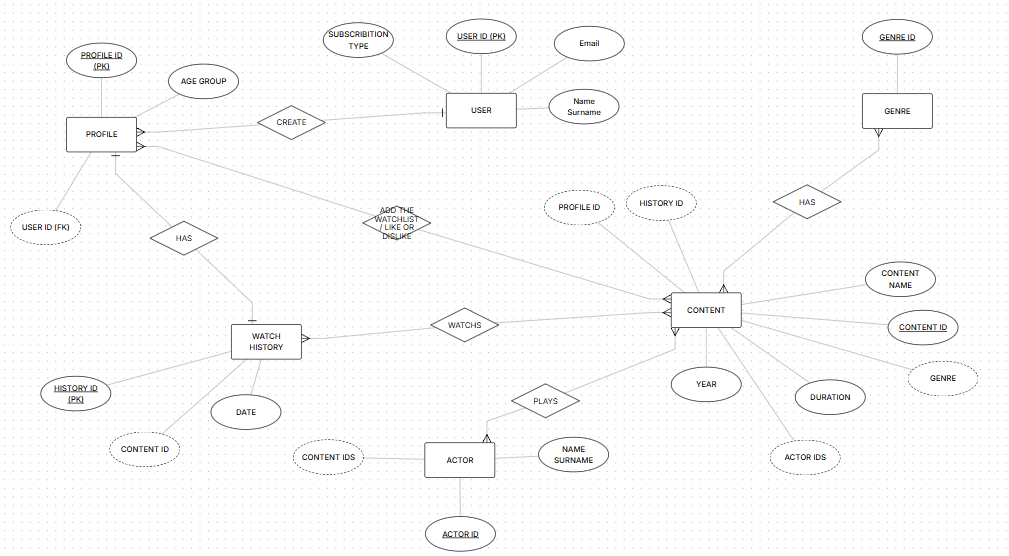 SUBSCRIBITION
TYPE
USER ID (PK)
Email
GENRE ID
PROFILE ID
(PK)
AGE GROUP
Name
Surname
USER
GENRE
CREATE
PROFILE
HAS
PROFILE ID
HISTORY ID
ADD THE
WATCHLIST
/ LIKE OR
DISLIKE
USER ID (FK)
HAS
CONTENT
NAME
CONTENT
CONTENT ID
WATCHS
WATCH
HISTORY
GENRE
YEAR
DURATION
HISTORY ID
(PK)
DATE
PLAYS
CONTENT ID
CONTENT IDS
ACTOR
NAME
SURNAME
ACTOR IDS
ACTOR ID